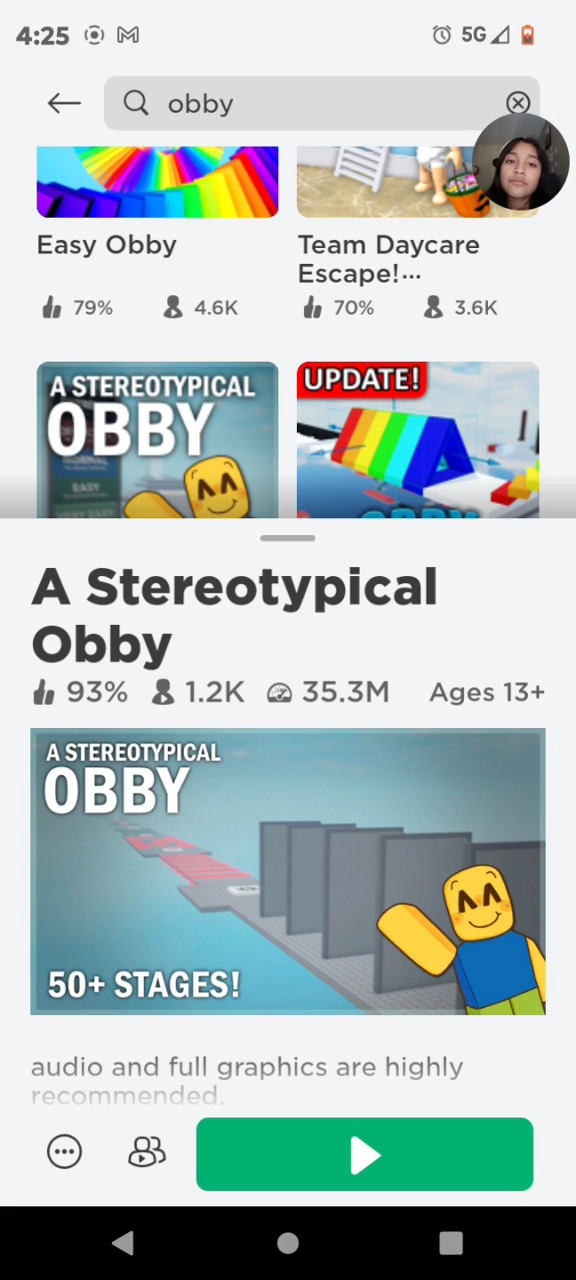 4:25
5G
obby
Easy Obby
Team Daycare
Escape!...
79%
4.6K
70%
3.6K
A STEREOTYPICAL
OBBY
EASY
UPDATE!
A Stereotypical
Obby
93%
1.2K
35.3M
Ages 13+
A STEREOTYPICAL
OBBY
50+ STAGES!
audio and full graphics are highly
recommended.